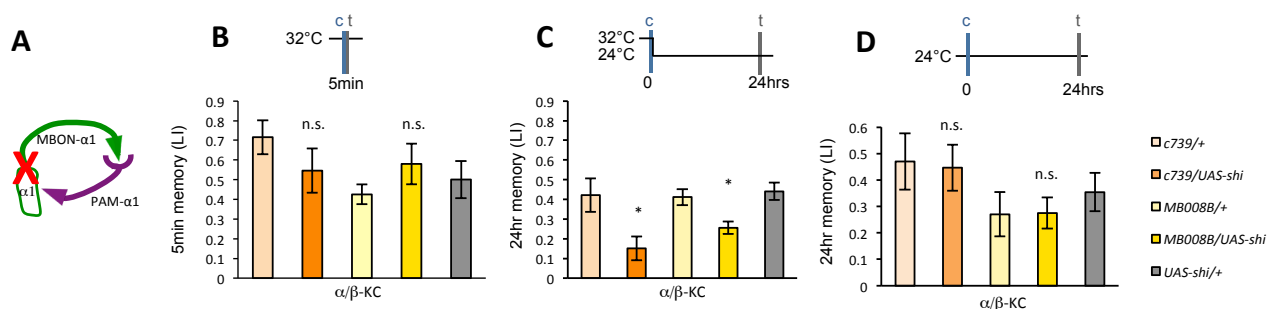 A
MBON-α1
X
α1
PAM-α1
B
c t
32°C
5min
5min memory (LI)
0.9
0.8
0.7
0.6
0.5
0.4
0.3
0.2
0.1
0
n.s.
n.s.
α/β-KC
C
c
t
32°C
24°C
0
24hrs
24hr memory (LI)
0.9
0.8
0.7
0.6
0.5
0.4
0.3
0.2
0.1
0
*
*
α/β-KC
D
c
t
24°C
0
24hrs
24hr memory (LI)
0.6
0.5
0.4
0.3
0.2
0.1
0
n.s.
n.s.
α/β-KC
c739/+
c739/UAS-shi
MB008B/+
MB008B/UAS-shi
UAS-shi/+